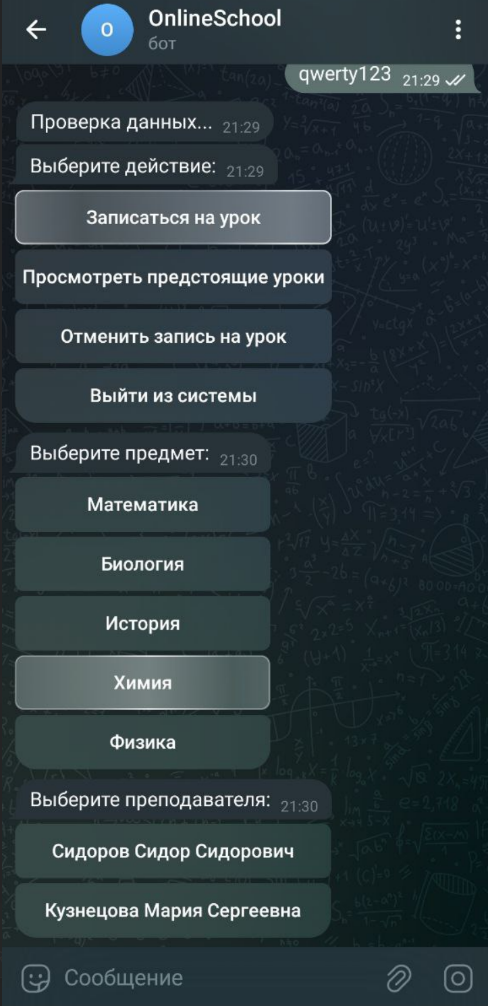 O
OnlineSchool
бот
qwerty123 21:29
Проверка данных... 21:29
Выберите действие: 21:29
Записаться на урок
Просмотреть предстоящие уроки
Отменить запись на урок
Выйти из системы
Выберите предмет: 21:30
Математика
Биология
История
Химия
Физика
Выберите преподавателя: 21:30
Сидоров Сидор Сидорович
Кузнецова Мария Сергеевна
Сообщение